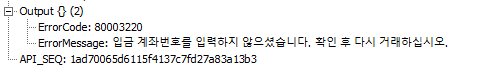 Output {} (2)
ErrorCode: 80003220
ErrorMessage: 입금 계좌번호를 입력하지 않으셨습니다. 확인 후 다시 거래하십시오.
API_SEQ: 1ad70065d6115f4137c7fd27a83a13b3